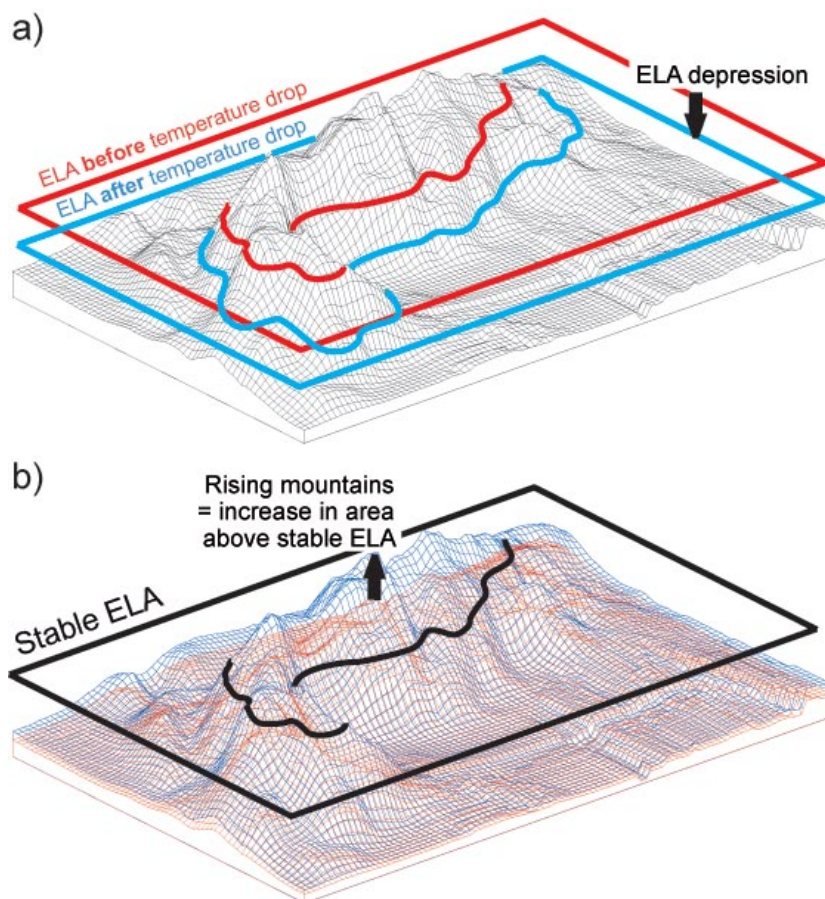 a)
ELA depression
ELA before temperature drop
ELA after temperature drop
b)
Rising mountains
= increase in area
above stable ELA
Stable ELA